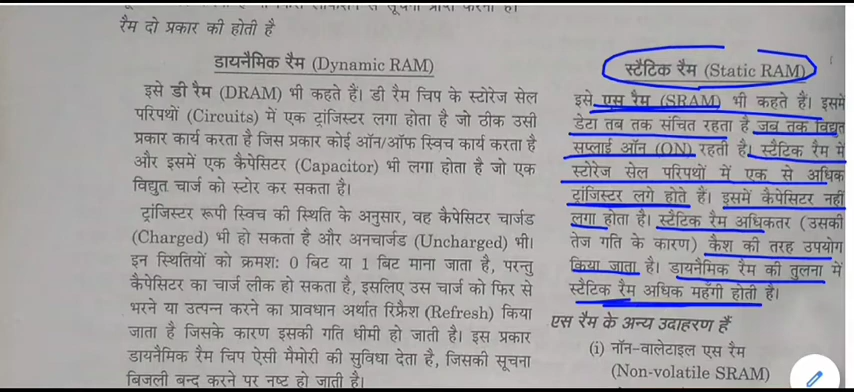 रैम दो प्रकार की होती है
डायनैमिक रैम (Dynamic RAM)
इसे डी रैम (DRAM) भी कहते हैं। डी रैम चिप के स्टोरेज सेल
परिपथों (Circuits) में एक ट्रांजिस्टर लगा होता है जो ठीक उसी
प्रकार कार्य करता है जिस प्रकार कोई ऑन/ऑफ स्विच कार्य करता है
और इसमें एक कैपेसिटर (Capacitor) भी लगा होता है जो एक
विद्युत चार्ज को स्टोर कर सकता है।
ट्रांजिस्टर रूपी स्विच की स्थिति के अनुसार, वह कैपेसिटर चार्जड
(Charged) भी हो सकता है और अनचार्जड (Uncharged) भी।
इन स्थितियों को क्रमशः 0 बिट या 1 बिट माना जाता है, परन्तु
कैपेसिटर का चार्ज लीक हो सकता है, इसलिए उस चार्ज को फिर से
भरने या उत्पन्न करने का प्रावधान अर्थात रिफ्रैश (Refresh) किया
जाता है जिसके कारण इसकी गति धीमी हो जाती है। इस प्रकार
डायनैमिक रैम चिप ऐसी मैमोरी की सुविधा देता है, जिसकी सूचना
बिजली बन्द करने पर नष्ट हो जाती है।
स्टैटिक रैम (Static RAM)
इसे एस रैम (SRAM) भी कहते हैं। इसमें
डेटा तब तक संचित रहता है जब तक विद्युत
सप्लाई ऑन (ON) रहती है। स्टैटिक रैम में
स्टोरेज सेल परिपथों में एक से अधिक
ट्रांजिस्टर लगे होते हैं। इसमें कैपेसिटर नहीं
लगा होता है। स्टैटिक रैम अधिकतर (उसकी
तेज गति के कारण) कैश की तरह उपयोग
किया जाता है। डायनैमिक रैम की तुलना में
स्टैटिक रैम अधिक महँगी होती है।
एस रैम के अन्य उदाहरण हैं
(i) नॉन-वालेटाइल एस रैम
(Non-volatile SRAM)